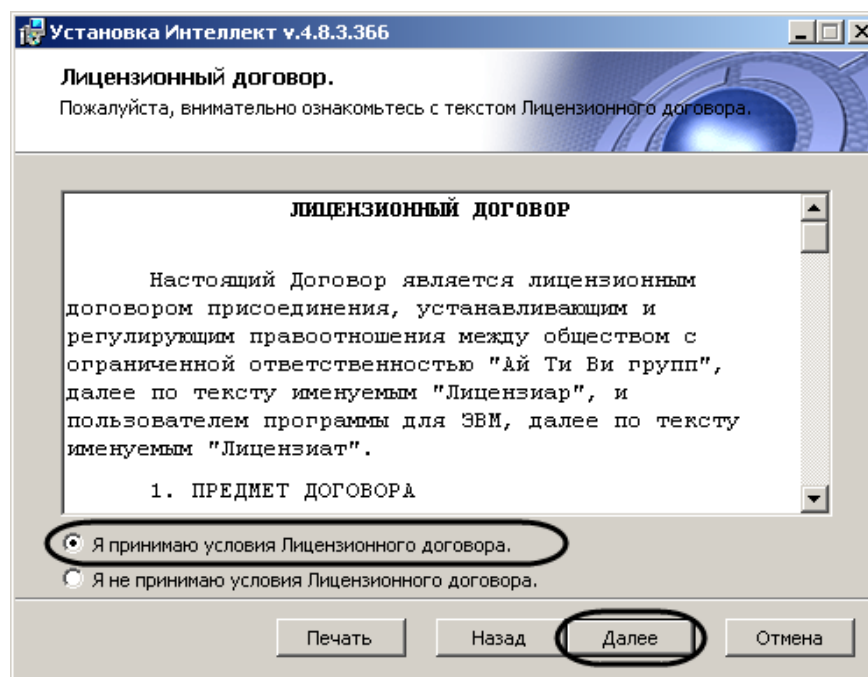 Установка Интеллект v.4.8.3.366
Лицензионный договор.
Пожалуйста, внимательно ознакомьтесь с текстом Лицензионного договора.
ЛИЦЕНЗИОННЫЙ ДОГОВОР
Настоящий Договор является лицензионным
договором присоединения, устанавливающим и
регулирующим правоотношения между обществом с
ограниченной ответственностью "Ай Ти Ви групп",
далее по тексту именуемым "Лицензиар", и
пользователем программы для ЭВМ, далее по тексту
именуемым "Лицензиат".
1. ПРЕДМЕТ ДОГОВОРА
Я принимаю условия Лицензионного договора.
Я не принимаю условия Лицензионного договора.
Печать Назад Далее Отмена